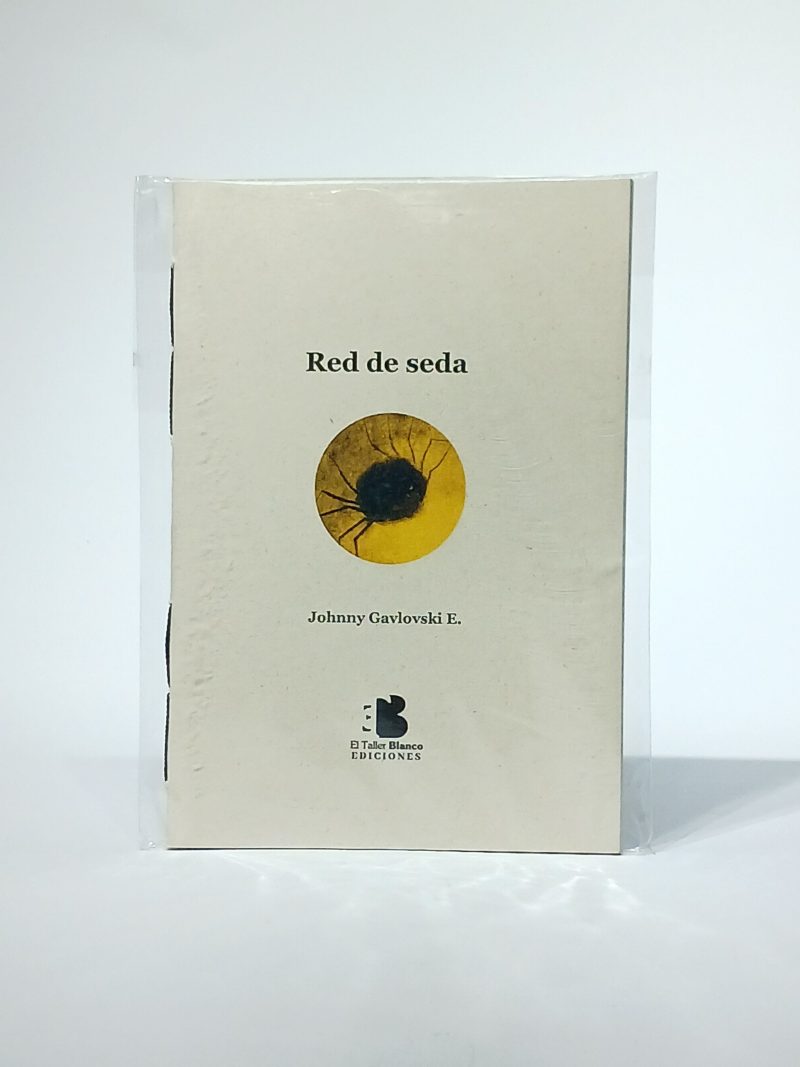 Red de seda
Johnny Gavlovski E.
El Taller Blanco
EDICIONES